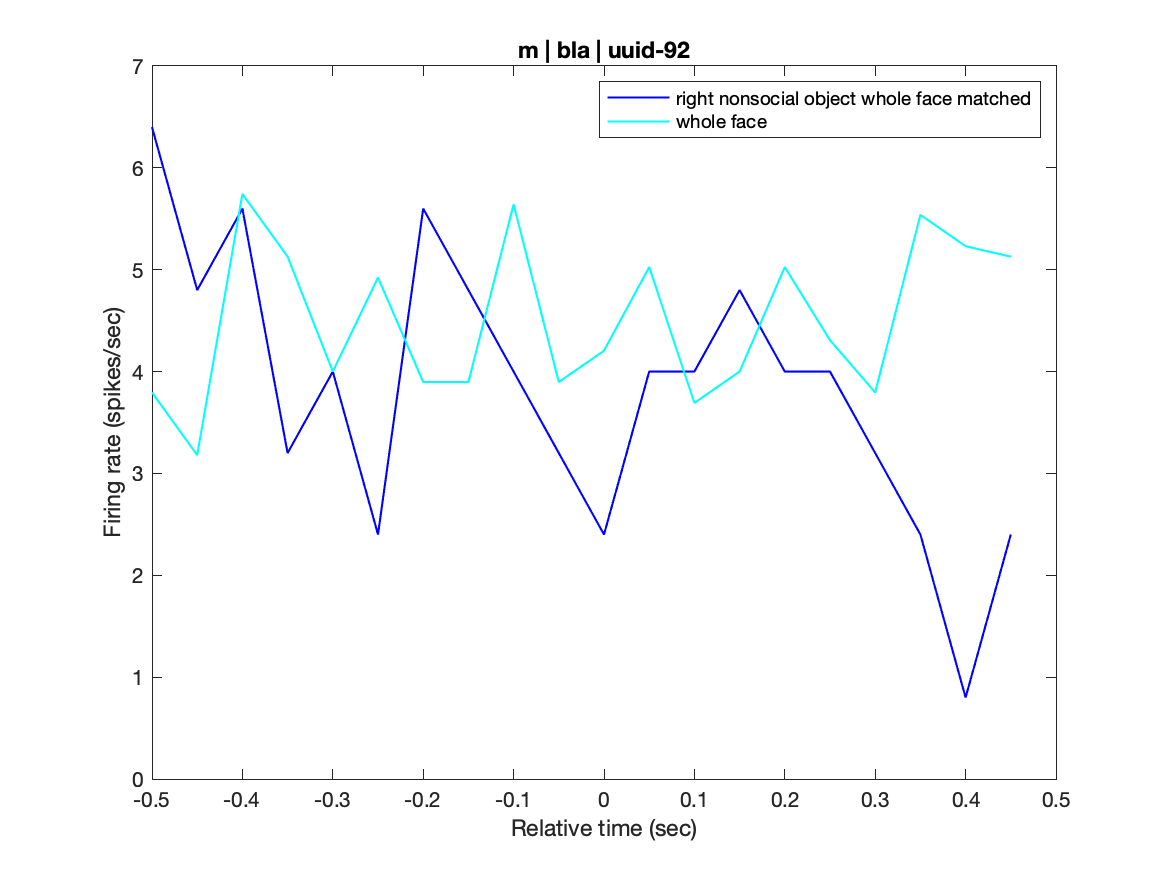 m | bla | uuid-92
right nonsocial object whole face matched
whole face
Firing rate (spikes/sec)
7
6
5
4
3
2
1
0
-0.5 -0.4 -0.3 -0.2 -0.1 0 0.1 0.2 0.3 0.4 0.5
Relative time (sec)